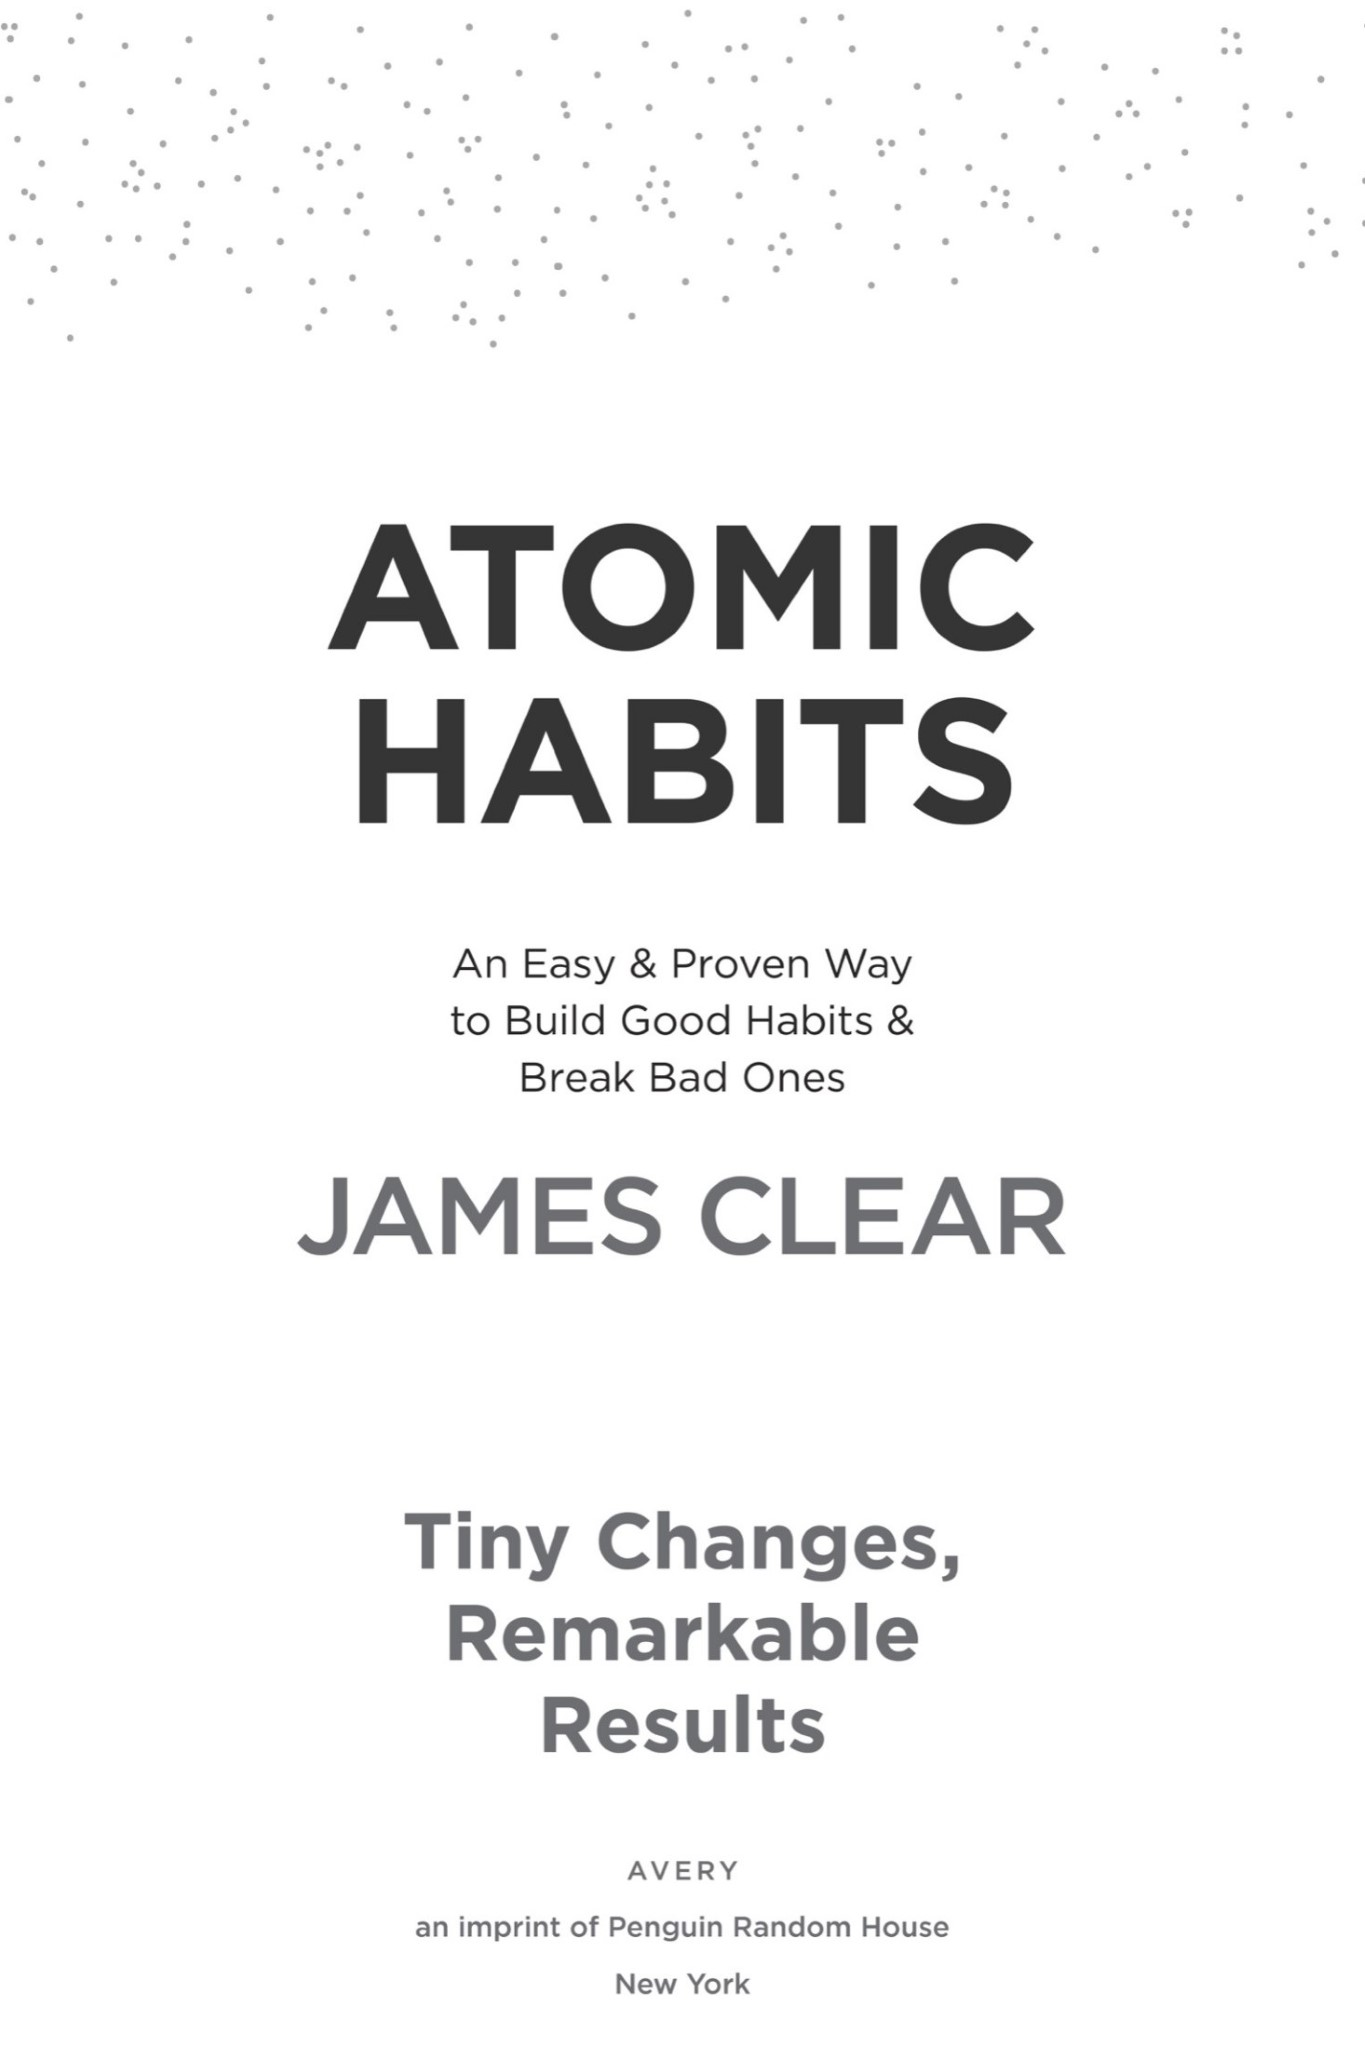 ATOMIC
HABITS
An Easy & Proven Way
to Build Good Habits &
Break Bad Ones
JAMES CLEAR
Tiny Changes,
Remarkable
Results
AVERY
an imprint of Penguin Random House
New York